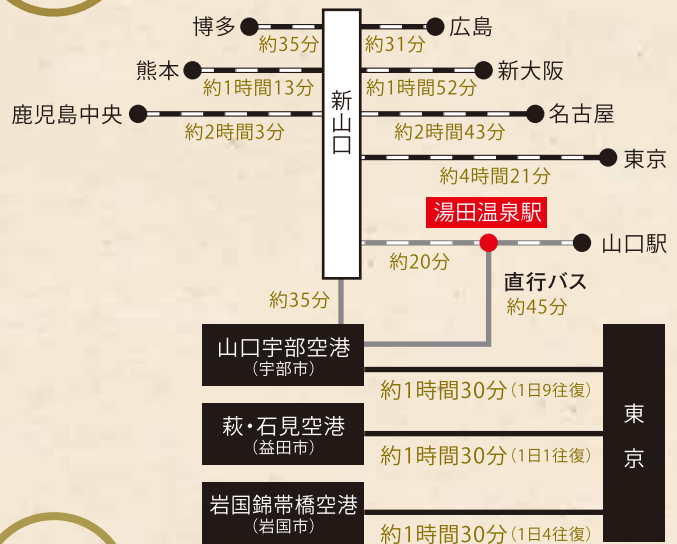 博多
約35分
約31分
広島
熊本
約1時間13分
約1時間52分
新大阪
鹿児島中央
約2時間3分
約2時間43分
名古屋
新山口
約4時間21分
東京
湯田温泉駅
約20分
山口駅
約35分
直行バス
約45分
山口宇部空港
(宇部市)
約1時間30分(1日9往復)
萩・石見空港
(益田市)
約1時間30分(1日1往復)
岩国錦帯橋空港
(岩国市)
約1時間30分(1日4往復)
東京